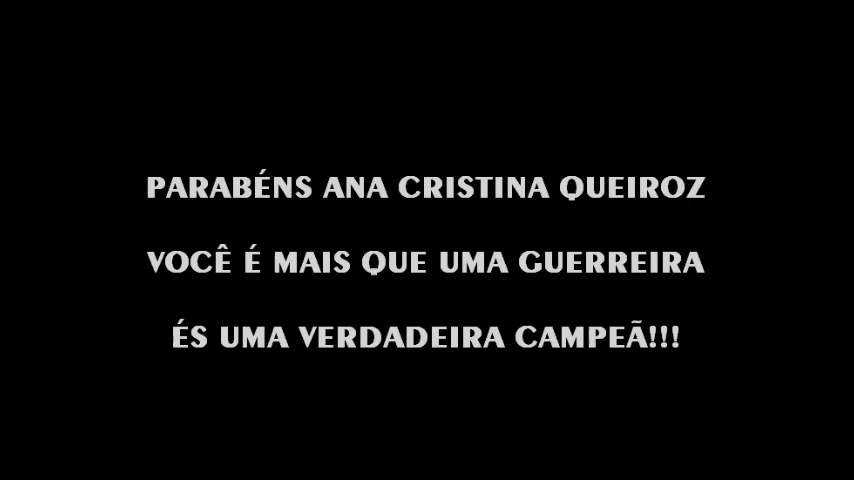 PARABÉNS ANA CRISTINA QUEIROZ
VOCÊ É MAIS QUE UMA GUERREIRA
ÉS UMA VERDADEIRA CAMPEÃ!!!